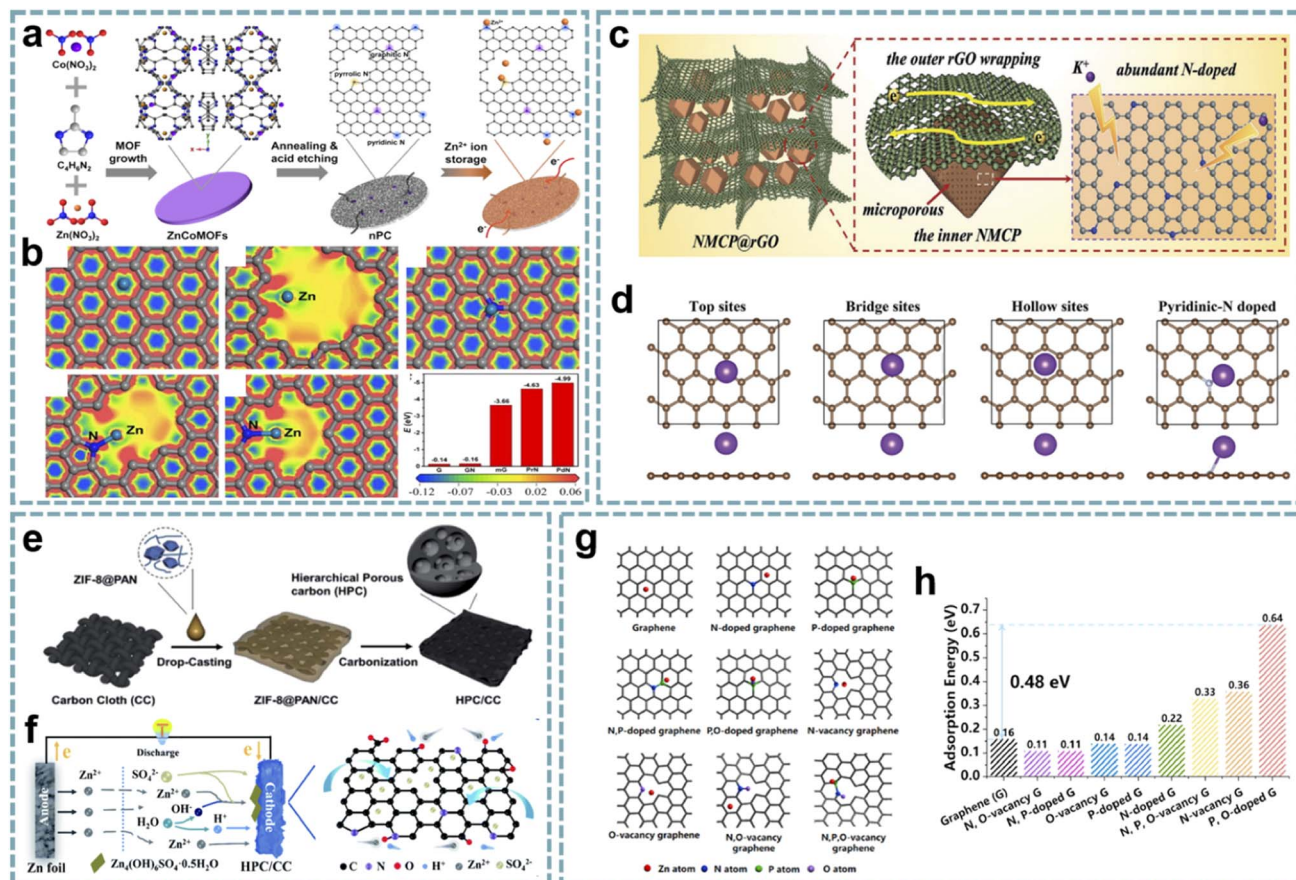 a
Co(NO₃)₂
C₄H₆N₂
Zn(NO₃)₂
MOF
growth
ZnCoMOFs
Annealing &
acid etching
graphitic N
pyrrolic N
pyridinic N
nPC
Zn²⁺ ion
storage
Zn²⁺
e⁻
e⁻
b
Zn
N
Zn
N
Zn
E (eV)
-0.14
-0.15
-3.66
-4.63
-4.99
G
GN
mG
PrN
PdN
-0.12
-0.07
-0.03
0.02
0.06
c
NMCP@rGO
the outer rGO wrapping
e⁻
e⁻
microporous
the inner NMCP
K⁺
abundant N-doped
d
Top sites
Bridge sites
Hollow sites
Pyridinic-N doped
e
ZIF-8@PAN
Hierarchical Porous
carbon (HPC)
Drop-Casting
Carbonization
Carbon Cloth (CC)
ZIF-8@PAN/CC
HPC/CC
f
e
Discharge
e
Anode
Zn²⁺
SO₄²⁻
Zn²⁺
OH⁻
H₂O
H⁺
Zn²⁺
Cathode
Zn foil
Zn₄(OH)₆SO₄·0.5H₂O
HPC/CC
C
N
O
H⁺
Zn²⁺
SO₄²⁻
g
Graphene
N-doped graphene
P-doped graphene
N,P-doped graphene
P,O-doped graphene
N-vacancy graphene
O-vacancy graphene
N,O-vacancy
graphene
N,P,O-vacancy
graphene
Zn atom
N atom
P atom
O atom
h
Adsorption Energy (eV)
0.7
0.6
0.5
0.4
0.3
0.2
0.1
0.0
0.48 eV
0.16
0.11
0.11
0.14
0.14
0.22
0.33
0.36
0.64
Graphene (G)
N, O-vacancy G
N, P-doped G
O-vacancy G
P-doped G
N-doped G
N, P, O-vacancy G
N-vacancy G
P, O-doped G